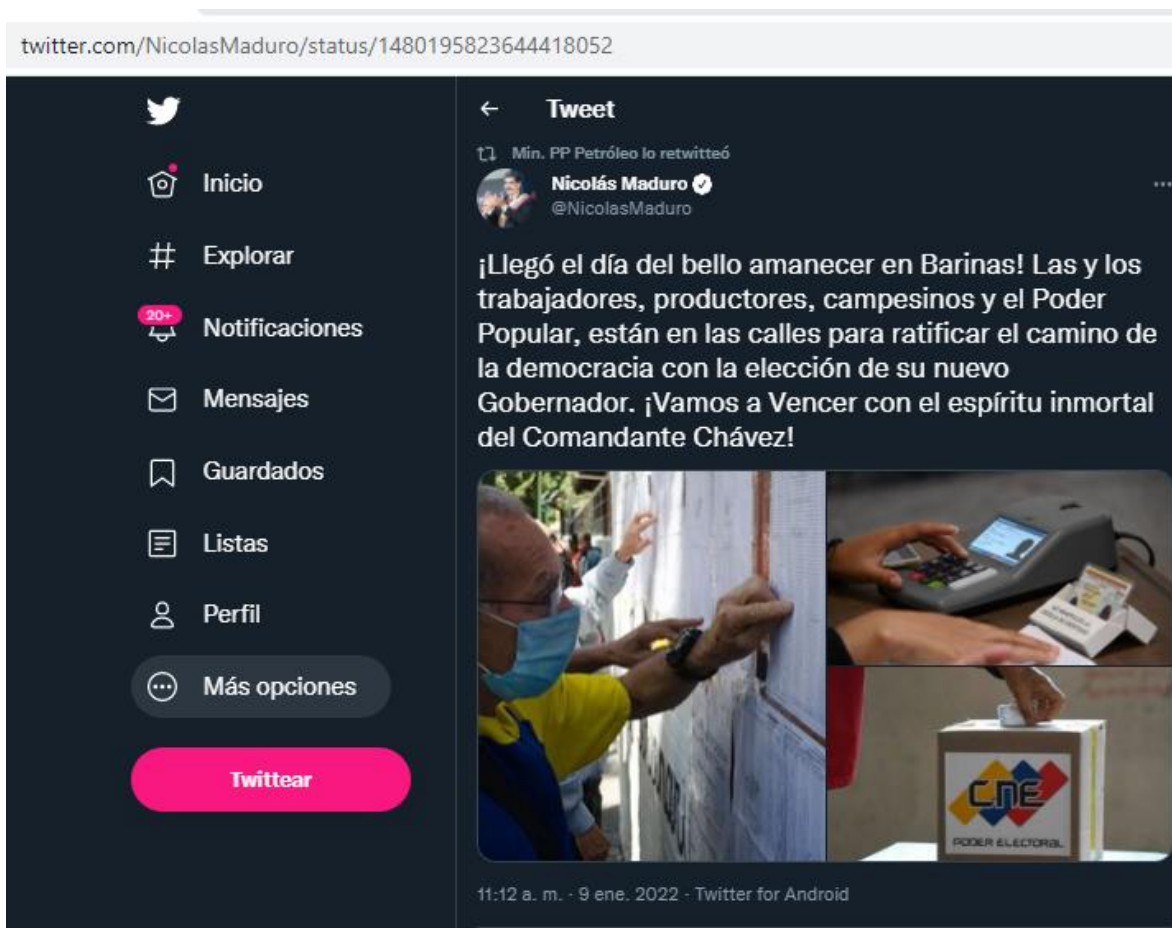 twitter.com/NicolasMaduro/status/1480195823644418052
Inicio
Explorar
20+
Notificaciones
Mensajes
Guardados
Listas
Perfil
Más opciones
Twittear
Tweet
Min. PP Petróleo lo retwitteó
Nicolás Maduro
@NicolasMaduro
¡Llegó el día del bello amanecer en Barinas! Las y los
trabajadores, productores, campesinos y el Poder
Popular, están en las calles para ratificar el camino de
la democracia con la elección de su nuevo
Gobernador. ¡Vamos a Vencer con el espíritu inmortal
del Comandante Chávez!
CNE
PODER ELECTORAL
11:12 a. m. · 9 ene. 2022 · Twitter for Android